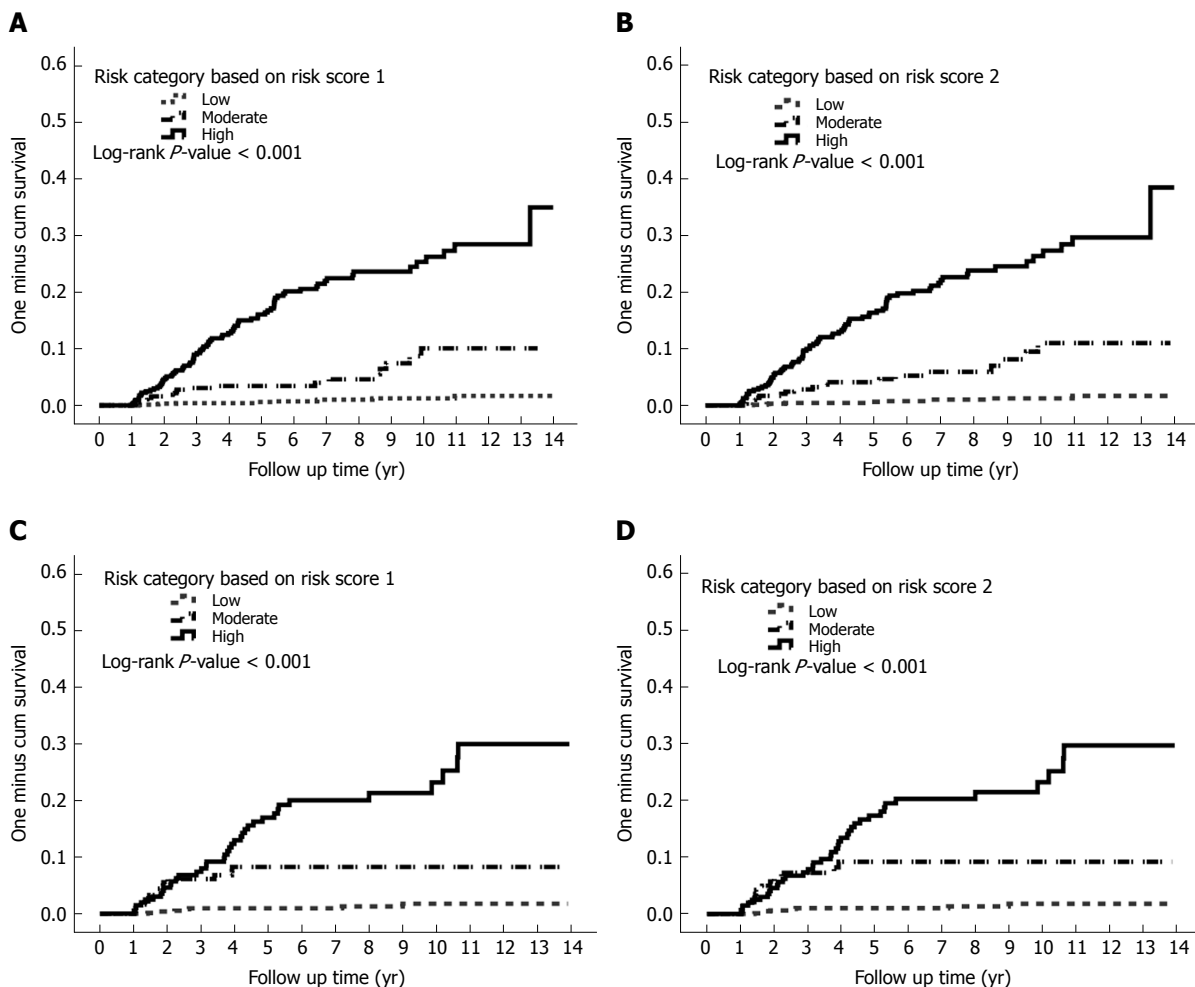 A
One minus cum survival
0.6
0.5
0.4
0.3
0.2
0.1
0.0
Risk category based on risk score 1
Low
Moderate
High
Log-rank P-value < 0.001
0 1 2 3 4 5 6 7 8 9 10 11 12 13 14
Follow up time (yr)
B
One minus cum survival
0.6
0.5
0.4
0.3
0.2
0.1
0.0
Risk category based on risk score 2
Low
Moderate
High
Log-rank P-value < 0.001
0 1 2 3 4 5 6 7 8 9 10 11 12 13 14
Follow up time (yr)
C
One minus cum survival
0.6
0.5
0.4
0.3
0.2
0.1
0.0
Risk category based on risk score 1
Low
Moderate
High
Log-rank P-value < 0.001
0 1 2 3 4 5 6 7 8 9 10 11 12 13 14
Follow up time (yr)
D
One minus cum survival
0.6
0.5
0.4
0.3
0.2
0.1
0.0
Risk category based on risk score 2
Low
Moderate
High
Log-rank P-value < 0.001
0 1 2 3 4 5 6 7 8 9 10 11 12 13 14
Follow up time (yr)